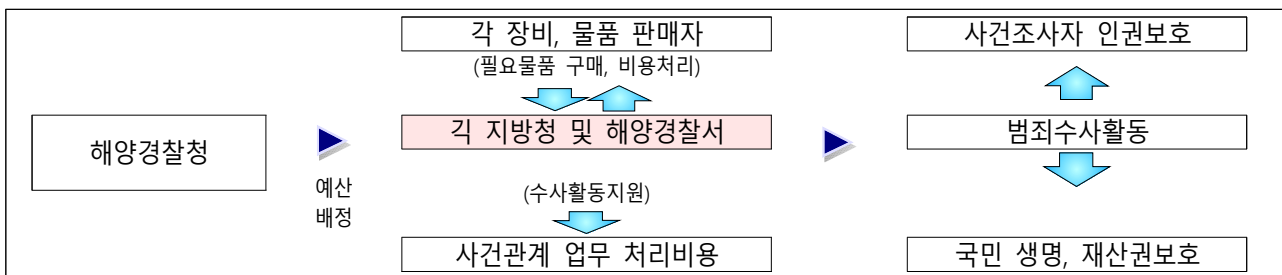 각 장비, 물품 판매자
사건조사자 인권보호
(필요물품 구매, 비용처리)
해양경찰청
긱 지방청 및 해양경찰서
범죄수사활동
예산
배정
(수사활동지원)
사건관계 업무 처리비용
국민 생명, 재산권보호